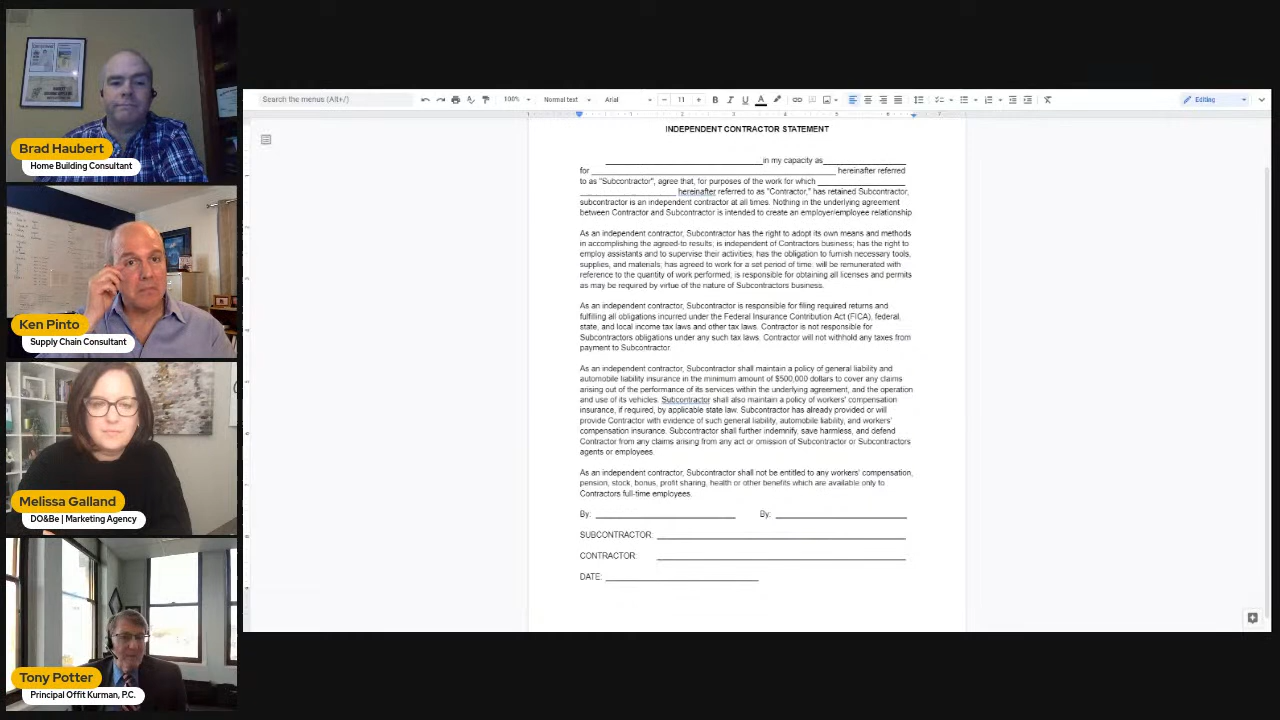 Brad Haubert
Home Building Consultant
Ken Pinto
Supply Chain Consultant
Melissa Galland
DO&Be | Marketing Agency
Tony Potter
Principal Offit Kurman, P.C.
Search the menus (Alt+/)
100%
Normal text
Arial
11
B I U A
Editing
INDEPENDENT CONTRACTOR STATEMENT
____________________in my capacity as____________________
for ____________________ hereinafter referred
to as "Subcontractor", agree that, for purposes of the work for which ____________________
____________________ hereinafter referred to as "Contractor," has retained Subcontractor,
subcontractor is an independent contractor at all times. Nothing in the underlying agreement
between Contractor and Subcontractor is intended to create an employer/employee relationship
As an independent contractor, Subcontractor has the right to adopt its own means and methods
in accomplishing the agreed-to results; is independent of Contractors business; has the right to
employ assistants and to supervise their activities; has the obligation to furnish necessary tools,
supplies, and materials; has agreed to work for a set period of time; will be remunerated with
reference to the quantity of work performed, is responsible for obtaining all licenses and permits
as may be required by virtue of the nature of Subcontractors business.
As an independent contractor, Subcontractor is responsible for filing required returns and
fulfilling all obligations incurred under the Federal Insurance Contribution Act (FICA), federal,
state, and local income tax laws and other tax laws. Contractor is not responsible for
Subcontractors obligations under any such tax laws. Contractor will not withhold any taxes from
payment to Subcontractor.
As an independent contractor, Subcontractor shall maintain a policy of general liability and
automobile liability insurance in the minimum amount of $500,000 dollars to cover any claims
arising out of the performance of its services within the underlying agreement, and the operation
and use of its vehicles. Subcontractor shall also maintain a policy of workers' compensation
insurance, if required, by applicable state law. Subcontractor has already provided or will
provide Contractor with evidence of such general liability, automobile liability, and workers'
compensation insurance. Subcontractor shall further indemnify, save harmless, and defend
Contractor from any claims arising from any act or omission of Subcontractor or Subcontractors
agents or employees.
As an independent contractor, Subcontractor shall not be entitled to any workers' compensation,
pension, stock, bonus, profit sharing, health or other benefits which are available only to
Contractors full-time employees.
By: ____________________ By: ____________________
SUBCONTRACTOR: ____________________
CONTRACTOR: ____________________
DATE: ____________________